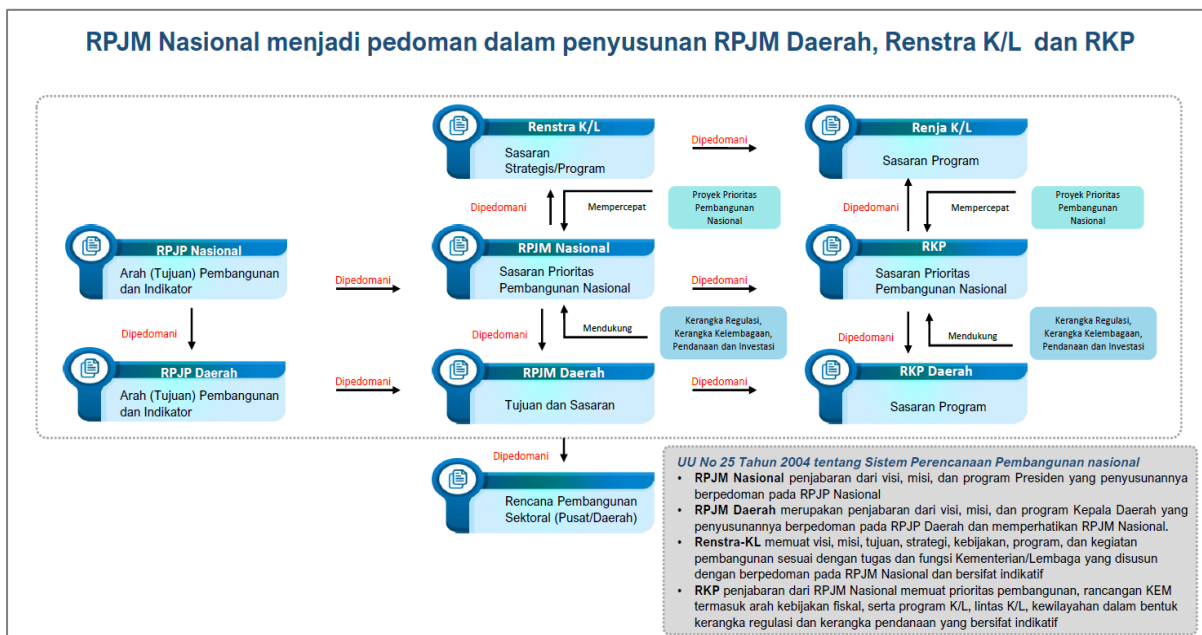 RPJM Nasional menjadi pedoman dalam penyusunan RPJM Daerah, Renstra K/L dan RKP
Renstra K/L
Sasaran
Strategis/Program
Dipedomani
Renja K/L
Sasaran Program
Dipedomani
Mempercepat
Proyek Prioritas
Pembangunan
Nasional
Dipedomani
Mempercepat
Proyek Prioritas
Pembangunan
Nasional
RPJP Nasional
Arah (Tujuan) Pembangunan
dan Indikator
Dipedomani
RPJM Nasional
Sasaran Prioritas
Pembangunan Nasional
Dipedomani
RKP
Sasaran Prioritas
Pembangunan Nasional
Dipedomani
Dipedomani
Mendukung
Kerangka Regulasi,
Kerangka Kelembagaan,
Pendanaan dan Investasi
Dipedomani
Mendukung
Kerangka Regulasi,
Kerangka Kelembagaan,
Pendanaan dan Investasi
RPJP Daerah
Arah (Tujuan) Pembangunan
dan Indikator
Dipedomani
RPJM Daerah
Tujuan dan Sasaran
Dipedomani
RKP Daerah
Sasaran Program
Dipedomani
Rencana Pembangunan
Sektoral (Pusat/Daerah)
UU No 25 Tahun 2004 tentang Sistem Perencanaan Pembangunan nasional
• RPJM Nasional penjabaran dari visi, misi, dan program Presiden yang penyusunannya
berpedoman pada RPJP Nasional
• RPJM Daerah merupakan penjabaran dari visi, misi, dan program Kepala Daerah yang
penyusunannya berpedoman pada RPJP Daerah dan memperhatikan RPJM Nasional.
• Renstra-KL memuat visi, misi, tujuan, strategi, kebijakan, program, dan kegiatan
pembangunan sesuai dengan tugas dan fungsi Kementerian/Lembaga yang disusun
dengan berpedoman pada RPJM Nasional dan bersifat indikatif
• RKP penjabaran dari RPJM Nasional memuat prioritas pembangunan, rancangan KEM
termasuk arah kebijakan fiskal, serta program K/L, lintas K/L, kewilayahan dalam bentuk
kerangka regulasi dan kerangka pendanaan yang bersifat indikatif